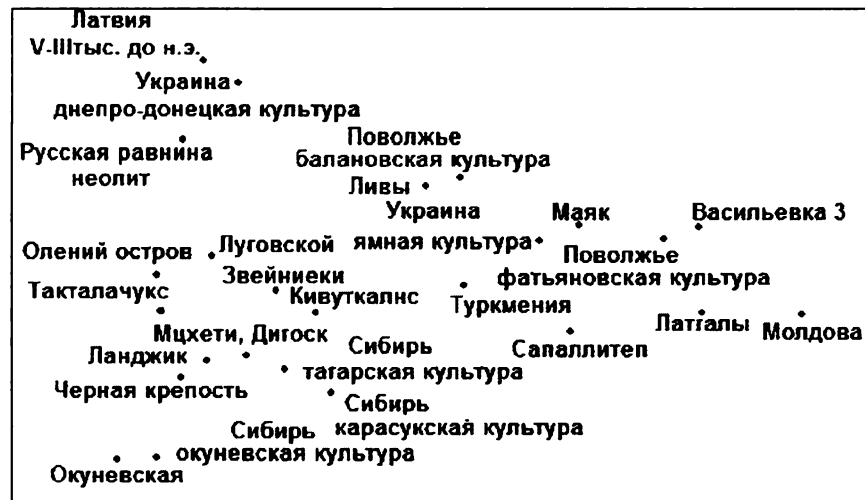 Латвия
V-IIIтыс. до н.э.
Украина
днепро-донецкая культура
Русская равнина
неолит
Поволжье
балановская культура
Ливы
Украина
ямная культура
Маяк
Васильевка 3
Поволжье
фатьяновская культура
Олений остров
Луговской
Звейниеки
Такталачукс
Кивуткалнс
Туркмения
Мцхети, Дигоск
Латгалы
Молдова
Ланджик
Сибирь
тагарская культура
Сапаллитеп
Черная крепость
Сибирь
карасукская культура
Сибирь
окуневская культура
Окуневская